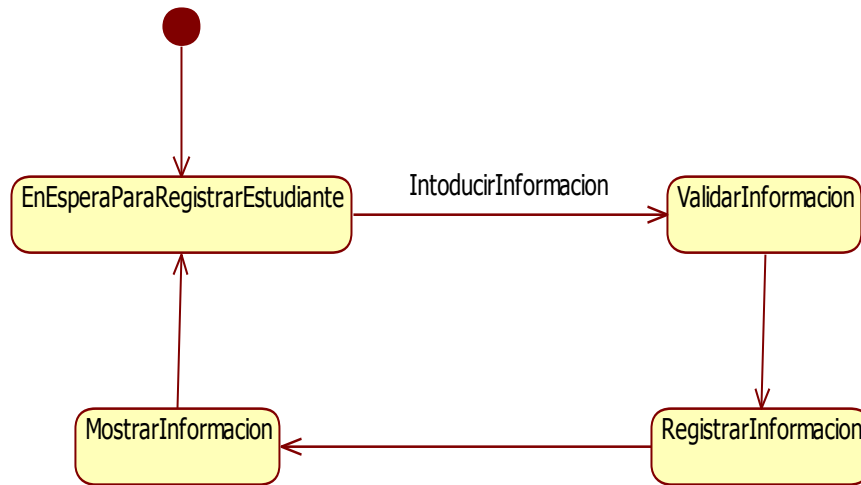 IntoducirInformacion
EnEsperaParaRegistrarEstudiante
ValidarInformacion
MostrarInformacion
RegistrarInformacion